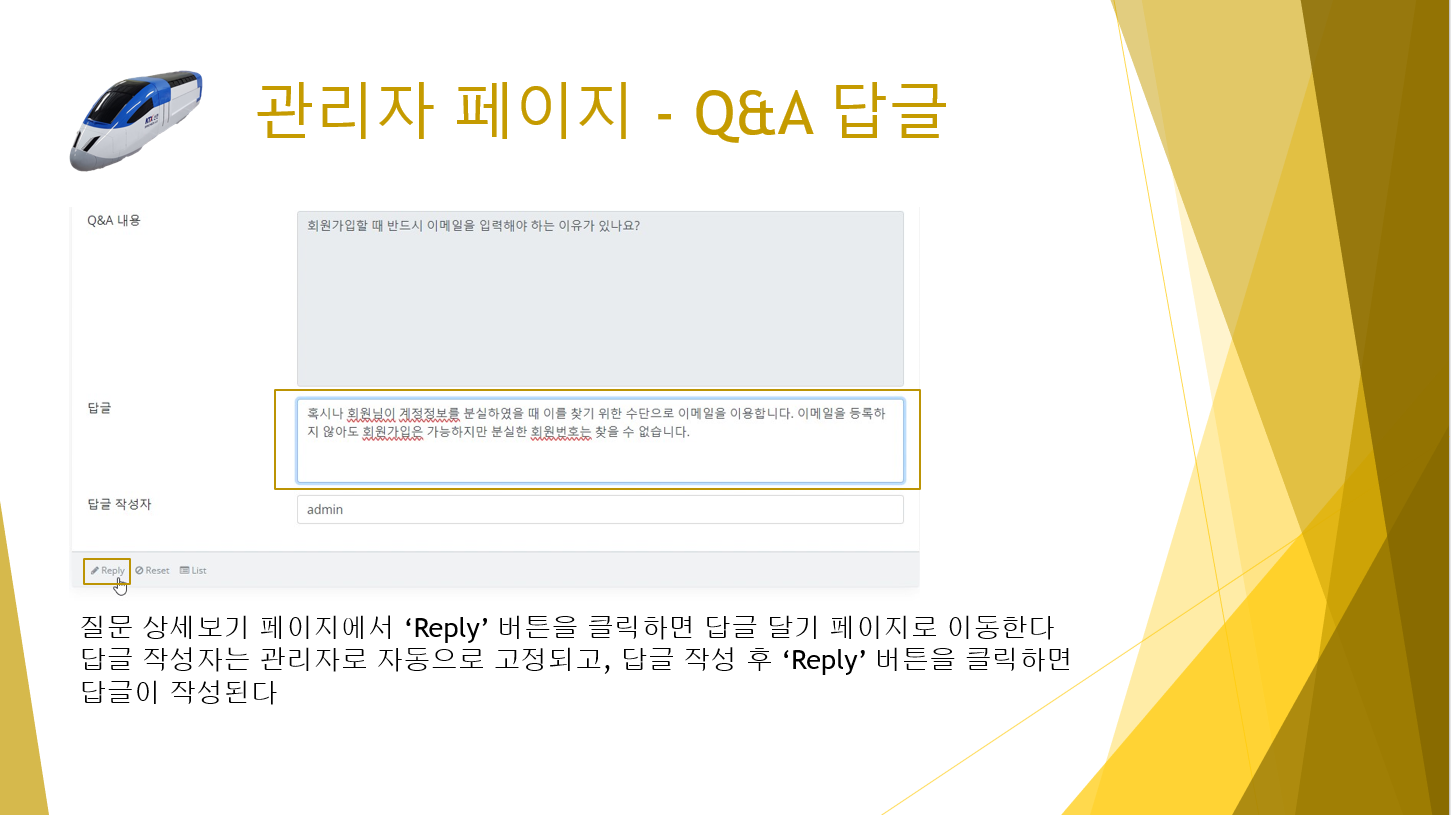 관리자 페이지 - Q&A 답글
Q&A 내용
회원가입할 때 반드시 이메일을 입력해야 하는 이유가 있나요?
답글
혹시나 회원님이 계정정보를 분실하였을 때 이를 찾기 위한 수단으로 이메일을 이용합니다. 이메일을 등록하
지 않아도 회원가입은 가능하지만 분실한 회원번호는 찾을 수 없습니다.
답글 작성자
admin
Reply Reset List
질문 상세보기 페이지에서 ‘Reply’ 버튼을 클릭하면 답글 달기 페이지로 이동한다
답글 작성자는 관리자로 자동으로 고정되고, 답글 작성 후 ‘Reply’ 버튼을 클릭하면
답글이 작성된다